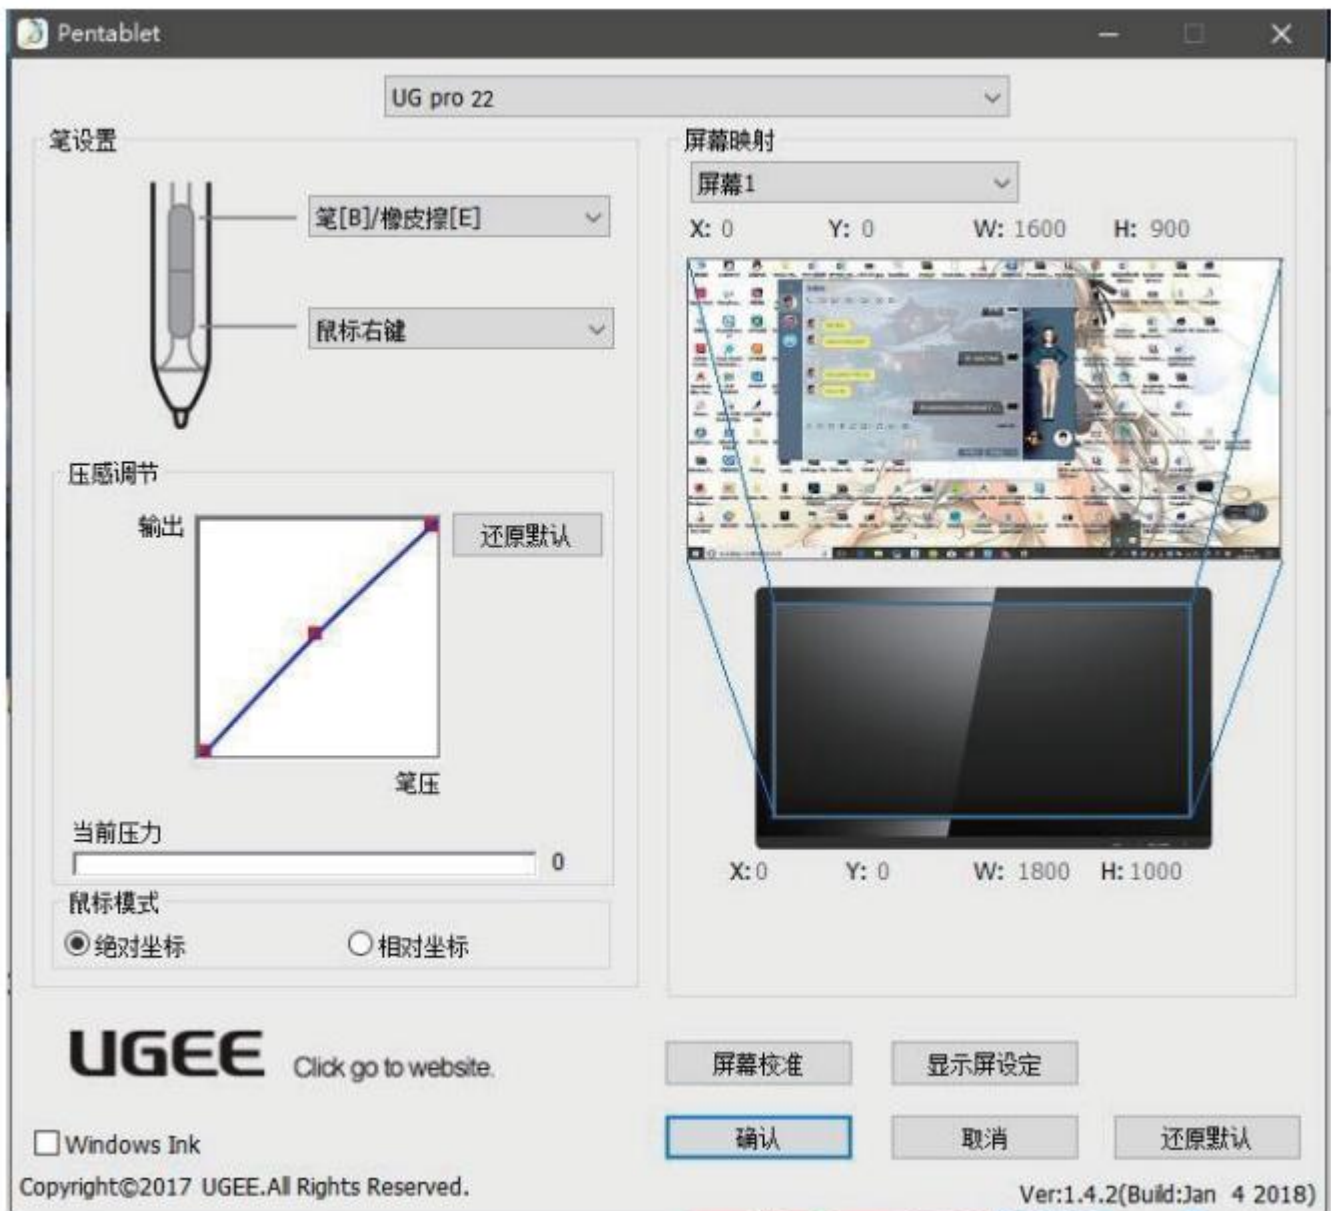 Pentablet
UG pro 22
笔设置
笔[B]/橡皮擦[E]
鼠标右键
压感调节
输出
还原默认
笔压
当前压力
0
鼠标模式
绝对坐标 相对坐标
屏幕映射
屏幕1
X: 0 Y: 0 W: 1600 H: 900
X: 0 Y: 0 W: 1800 H: 1000
UGEE Click go to website.
屏幕校准 显示屏设定
Windows Ink
确认 取消 还原默认
Copyright©2017 UGEE.All Rights Reserved.
Ver:1.4.2(Build:Jan 4 2018)